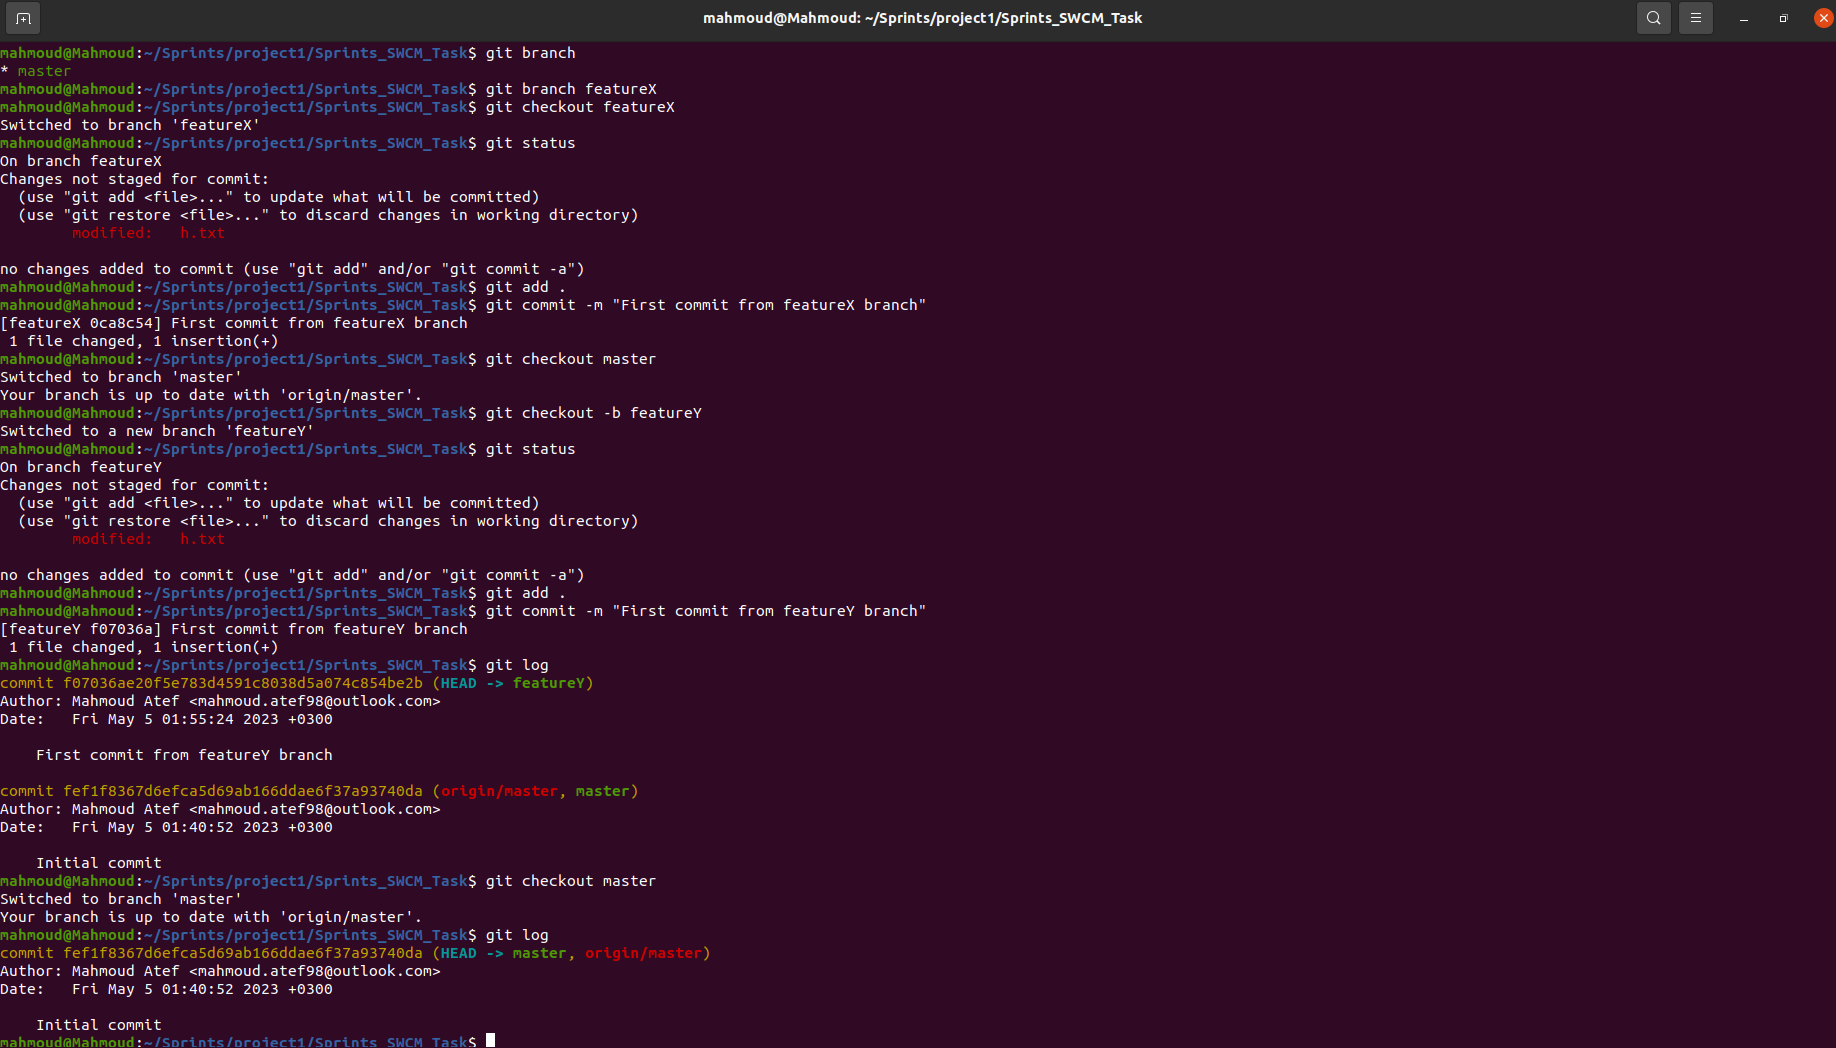 mahmoud@Mahmoud: ~/Sprints/project1/Sprints_SWCM_Task
mahmoud@Mahmoud:~/Sprints/project1/Sprints_SWCM_Task$ git branch
* master
mahmoud@Mahmoud:~/Sprints/project1/Sprints_SWCM_Task$ git branch featureX
mahmoud@Mahmoud:~/Sprints/project1/Sprints_SWCM_Task$ git checkout featureX
Switched to branch 'featureX'
mahmoud@Mahmoud:~/Sprints/project1/Sprints_SWCM_Task$ git status
On branch featureX
Changes not staged for commit:
  (use "git add <file>..." to update what will be committed)
  (use "git restore <file>..." to discard changes in working directory)
        modified:   h.txt

no changes added to commit (use "git add" and/or "git commit -a")
mahmoud@Mahmoud:~/Sprints/project1/Sprints_SWCM_Task$ git add .
mahmoud@Mahmoud:~/Sprints/project1/Sprints_SWCM_Task$ git commit -m "First commit from featureX branch"
[featureX 0ca8c54] First commit from featureX branch
 1 file changed, 1 insertion(+)
mahmoud@Mahmoud:~/Sprints/project1/Sprints_SWCM_Task$ git checkout master
Switched to branch 'master'
Your branch is up to date with 'origin/master'.
mahmoud@Mahmoud:~/Sprints/project1/Sprints_SWCM_Task$ git checkout -b featureY
Switched to a new branch 'featureY'
mahmoud@Mahmoud:~/Sprints/project1/Sprints_SWCM_Task$ git status
On branch featureY
Changes not staged for commit:
  (use "git add <file>..." to update what will be committed)
  (use "git restore <file>..." to discard changes in working directory)
        modified:   h.txt

no changes added to commit (use "git add" and/or "git commit -a")
mahmoud@Mahmoud:~/Sprints/project1/Sprints_SWCM_Task$ git add .
mahmoud@Mahmoud:~/Sprints/project1/Sprints_SWCM_Task$ git commit -m "First commit from featureY branch"
[featureY f07036a] First commit from featureY branch
 1 file changed, 1 insertion(+)
mahmoud@Mahmoud:~/Sprints/project1/Sprints_SWCM_Task$ git log
commit f07036ae20f5e783d4591c8038d5a074c854be2b (HEAD -> featureY)
Author: Mahmoud Atef <mahmoud.atef98@outlook.com>
Date:   Fri May 5 01:55:24 2023 +0300

    First commit from featureY branch

commit fef1f8367d6efca5d69ab166ddae6f37a93740da (origin/master, master)
Author: Mahmoud Atef <mahmoud.atef98@outlook.com>
Date:   Fri May 5 01:40:52 2023 +0300

    Initial commit
mahmoud@Mahmoud:~/Sprints/project1/Sprints_SWCM_Task$ git checkout master
Switched to branch 'master'
Your branch is up to date with 'origin/master'.
mahmoud@Mahmoud:~/Sprints/project1/Sprints_SWCM_Task$ git log
commit fef1f8367d6efca5d69ab166ddae6f37a93740da (HEAD -> master, origin/master)
Author: Mahmoud Atef <mahmoud.atef98@outlook.com>
Date:   Fri May 5 01:40:52 2023 +0300

    Initial commit
mahmoud@Mahmoud:~/Sprints/project1/Sprints_SWCM_Task$